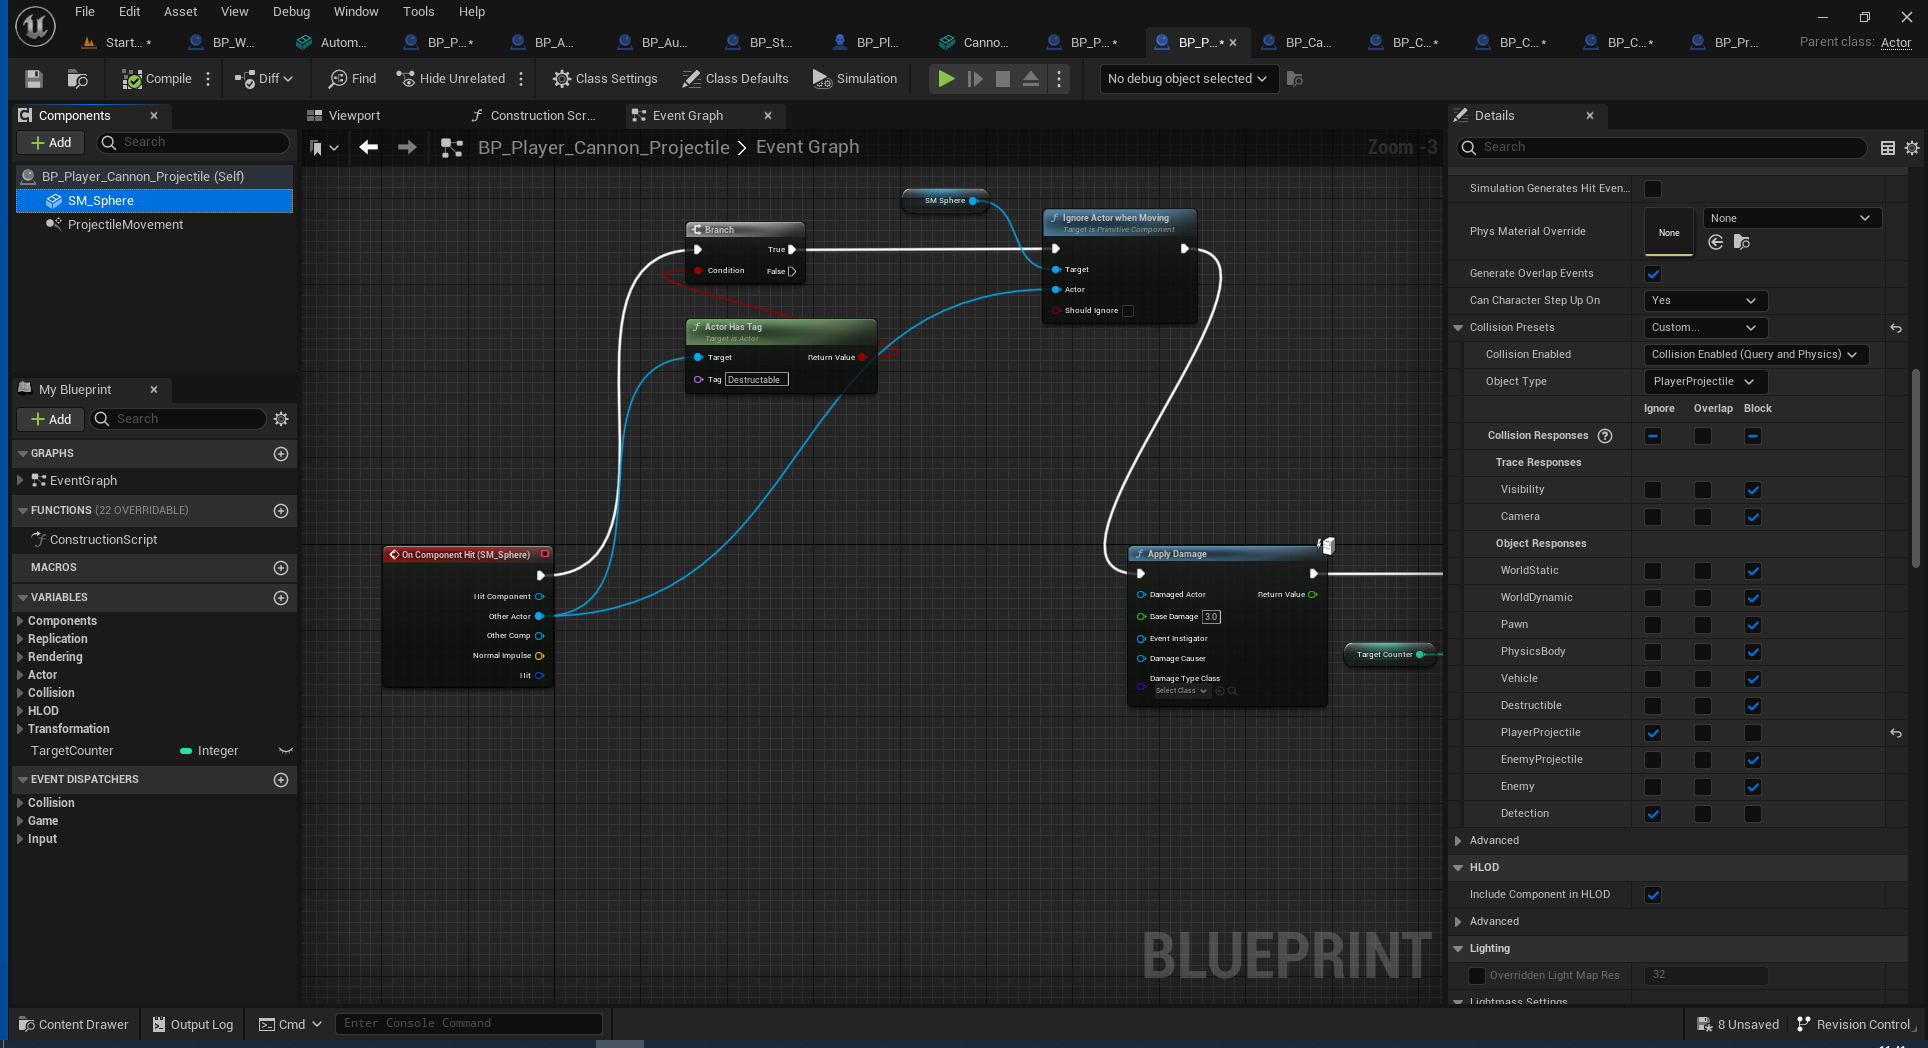 File Edit Asset View Debug Window Tools Help
Start... * BP_W... Autom... BP_P...* BP_A... BP_Au... BP_St... BP_Pl... Canno... BP_P...* BP_P...* BP_Ca... BP_C...* BP_C...* BP_C...* BP_Pr... Parent class: Actor
Compile Diff Find Hide Unrelated Class Settings Class Defaults Simulation No debug object selected
Components
Add Search
BP_Player_Cannon_Projectile (Self)
SM_Sphere
ProjectileMovement
My Blueprint
Add Search
GRAPHS
EventGraph
FUNCTIONS (22 OVERRIDABLE)
ConstructionScript
MACROS
VARIABLES
Components
Replication
Rendering
Actor
Collision
HLOD
Transformation
TargetCounter Integer
EVENT DISPATCHERS
Collision
Game
Input
Viewport Construction Scr... Event Graph
BP_Player_Cannon_Projectile > Event Graph Zoom -3
SM Sphere
Branch
True
Condition False
Ignore Actor when Moving
Target is Primitive Component
Target
Actor
Should Ignore
Actor Has Tag
Target is Actor
Target Return Value
Tag Destructable
On Component Hit (SM_Sphere)
Hit Component
Other Actor
Other Comp
Normal Impulse
Hit
Apply Damage
Damaged Actor Return Value
Base Damage 3.0
Event Instigator
Damage Causer
Damage Type Class
Select Class
Target Counter
BLUEPRINT
Details
Search
Simulation Generates Hit Even...
Phys Material Override None None
Generate Overlap Events
Can Character Step Up On Yes
Collision Presets Custom...
Collision Enabled Collision Enabled (Query and Physics)
Object Type PlayerProjectile
Ignore Overlap Block
Collision Responses
Trace Responses
Visibility
Camera
Object Responses
WorldStatic
WorldDynamic
Pawn
PhysicsBody
Vehicle
Destructible
PlayerProjectile
EnemyProjectile
Enemy
Detection
Advanced
HLOD
Include Component in HLOD
Advanced
Lighting
Overridden Light Map Res 32
Lightmass Settings
Content Drawer Output Log Cmd Enter Console Command 8 Unsaved Revision Control